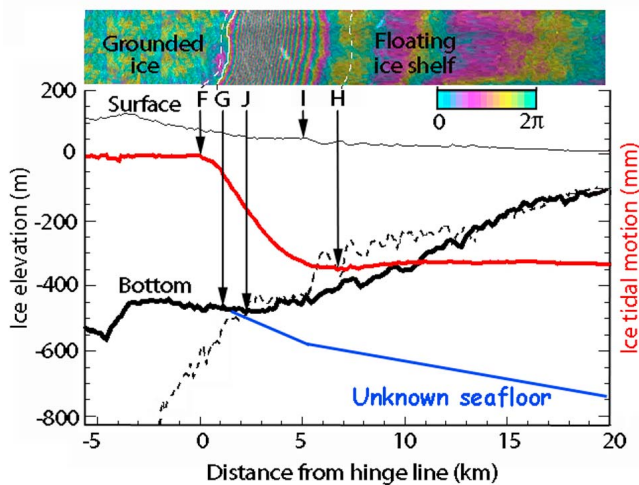 Grounded
ice
Floating
ice shelf
0 2π
F G J I H
Surface
Bottom
Unknown seafloor
200
0
-200
-400
-600
-800
Ice elevation (m)
Ice tidal motion (mm)
-5 0 5 10 15 20
Distance from hinge line (km)